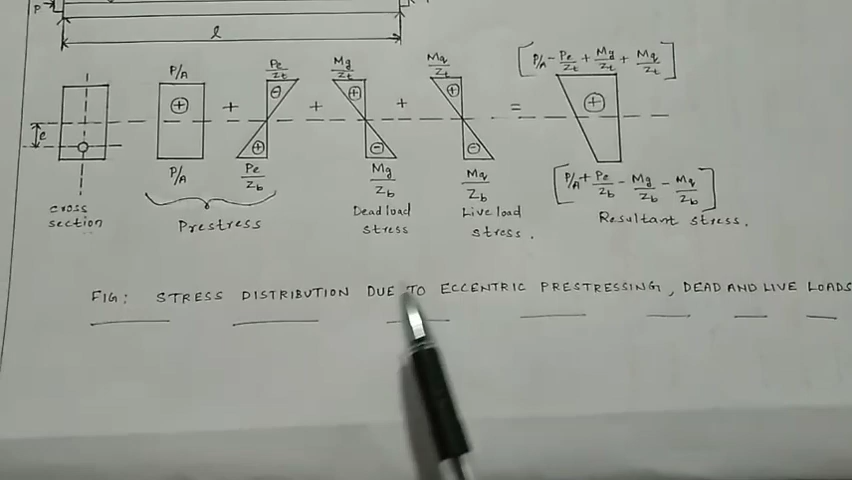 P
l
P/A
Pe/Zt
Mg/Zt
Mq/Zt
[P/A - Pe/Zt + Mg/Zt + Mq/Zt]
e
+ + + =
P/A
Pe/Zb
Mg/Zb
Mq/Zb
[P/A + Pe/Zb - Mg/Zb - Mq/Zb]
cross
section
Prestress
Dead load
stress
Live load
stress.
Resultant stress.
FIG: STRESS DISTRIBUTION DUE TO ECCENTRIC PRESTRESSING, DEAD AND LIVE LOADS